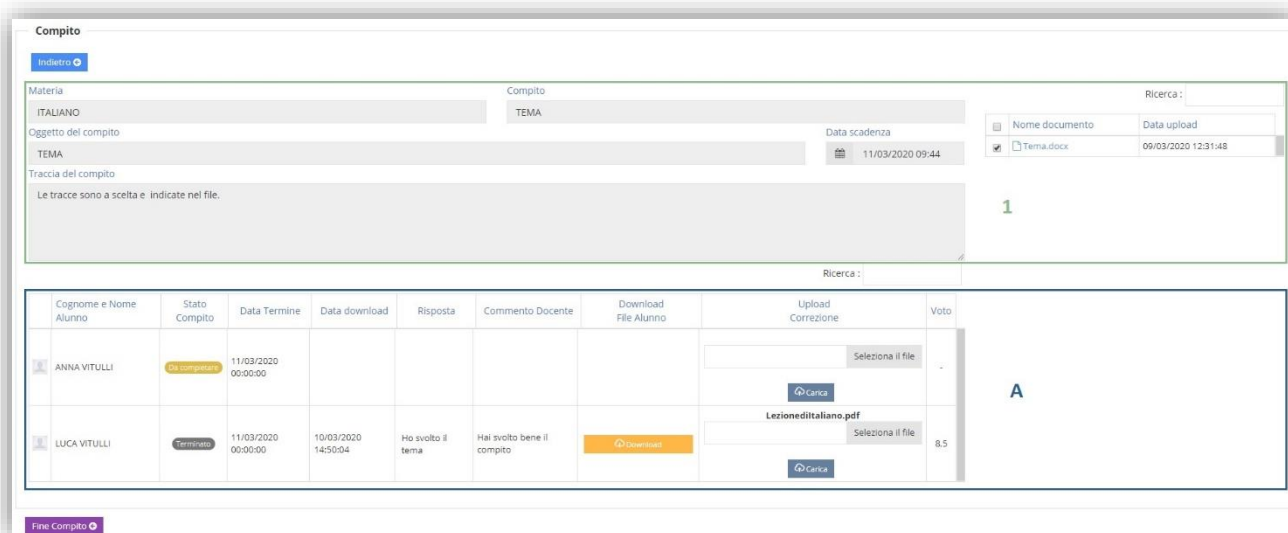 Compito
Indietro
Materia
Compito
Ricerca :
ITALIANO
TEMA
Nome documento
Data upload
Oggetto del compito
Data scadenza
TEMA
11/03/2020 09:44
Tema.docx
09/03/2020 12:31:48
Traccia del compito
Le tracce sono a scelta e indicate nel file.
1
Ricerca :
Cognome e Nome
Alunno
Stato
Compito
Data Termine
Data download
Risposta
Commento Docente
Download
File Alunno
Upload
Correzione
Voto
ANNA VITULLI
Da completare
11/03/2020
00:00:00
Seleziona il file
Carica
-
A
LUCA VITULLI
Terminato
11/03/2020
00:00:00
10/03/2020
14:50:04
Ho svolto il
tema
Hai svolto bene il
compito
Download
LezionediItaliano.pdf
Seleziona il file
Carica
8.5
Fine Compito